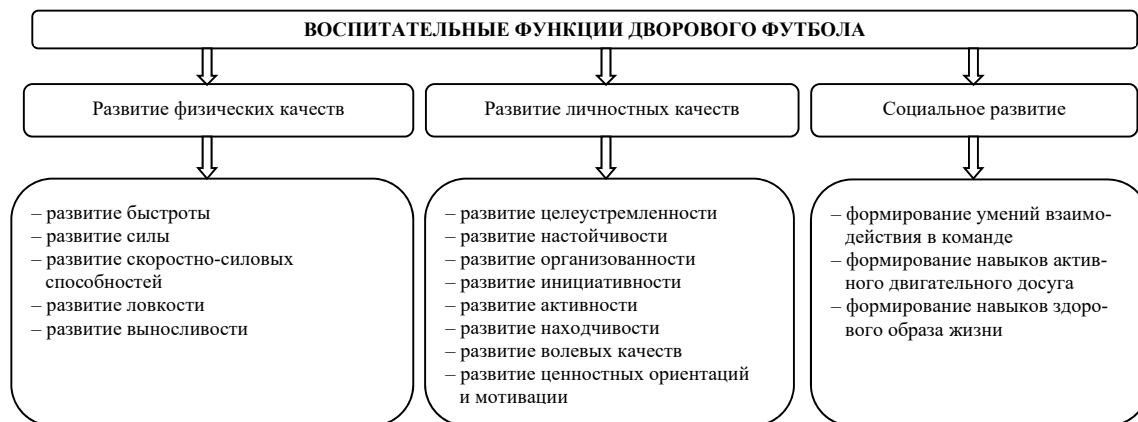 ВОСПИТАТЕЛЬНЫЕ ФУНКЦИИ ДВОРОВОГО ФУТБОЛА
Развитие физических качеств
– развитие быстроты
– развитие силы
– развитие скоростно-силовых
способностей
– развитие ловкости
– развитие выносливости
Развитие личностных качеств
– развитие целеустремленности
– развитие настойчивости
– развитие организованности
– развитие инициативности
– развитие активности
– развитие находчивости
– развитие волевых качеств
– развитие ценностных ориентаций
и мотивации
Социальное развитие
– формирование умений взаимо-
действия в команде
– формирование навыков актив-
ного двигательного досуга
– формирование навыков здоро-
вого образа жизни